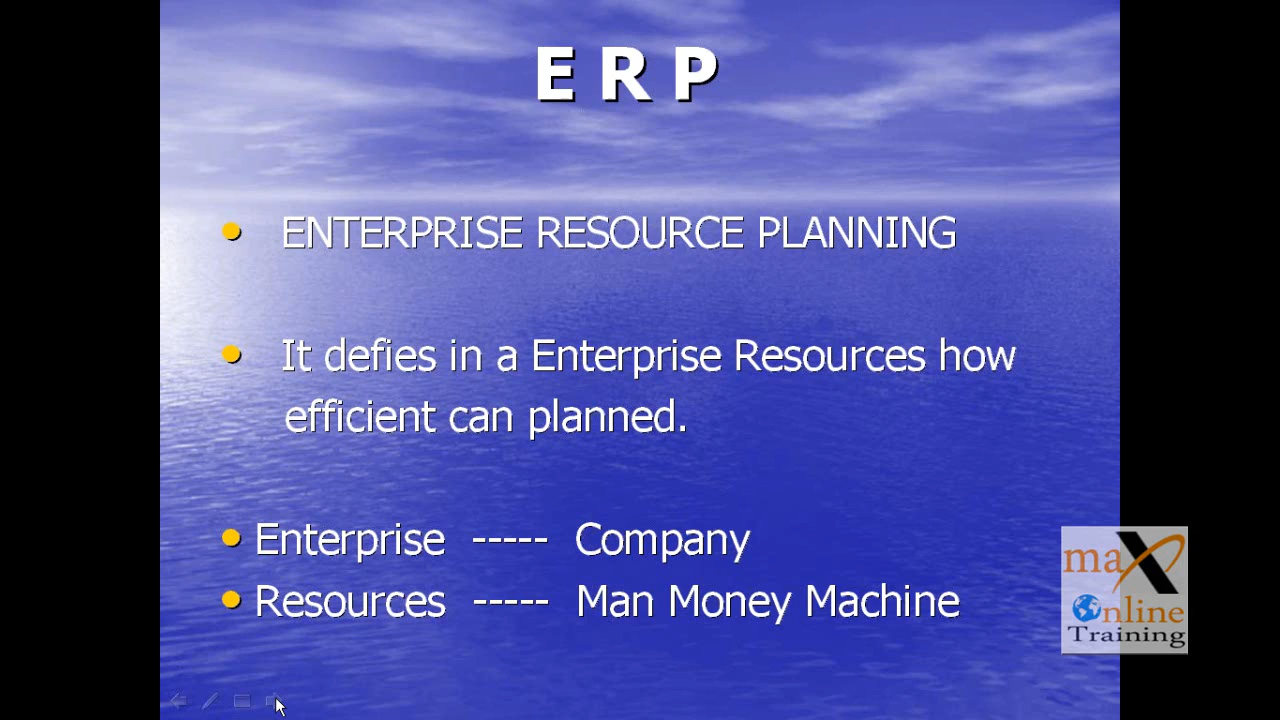 E R P
ENTERPRISE RESOURCE PLANNING
It defies in a Enterprise Resources how
efficient can planned.
Enterprise ----- Company
Resources ----- Man Money Machine
maX
Online
Training